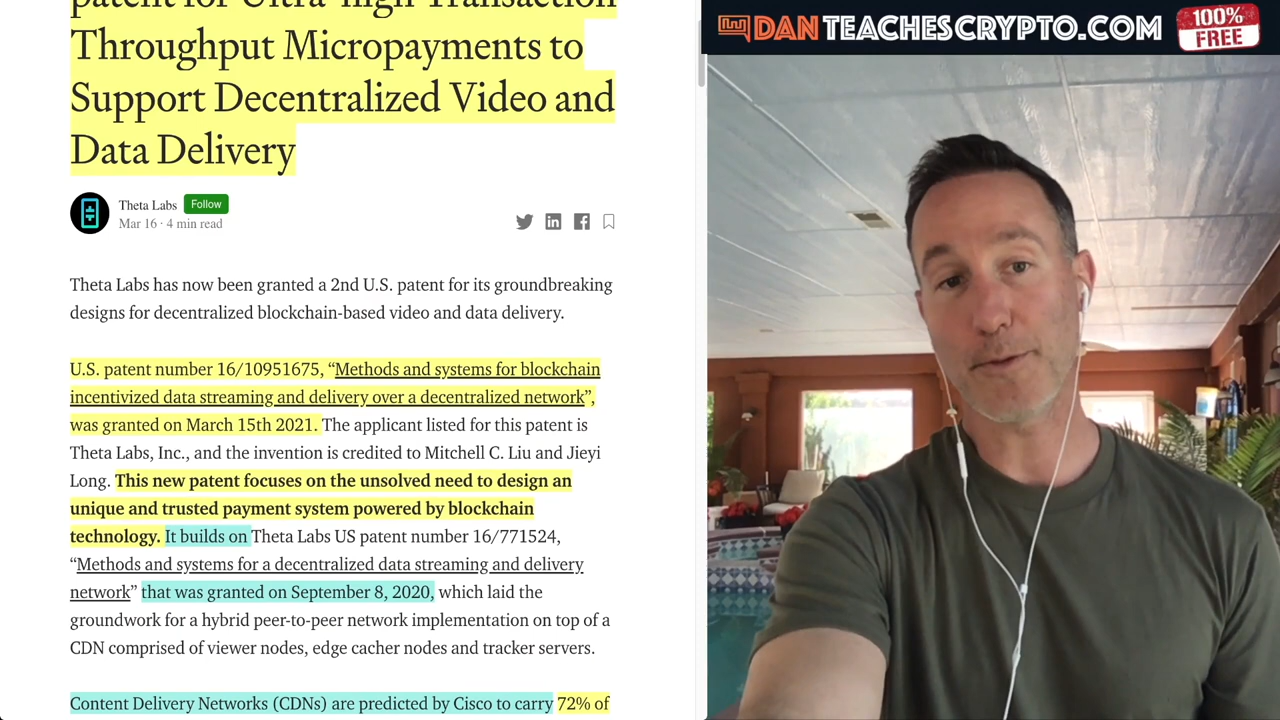 patent for Ultra-high Transaction
Throughput Micropayments to
Support Decentralized Video and
Data Delivery
Theta Labs Follow
Mar 16 · 4 min read
Theta Labs has now been granted a 2nd U.S. patent for its groundbreaking
designs for decentralized blockchain-based video and data delivery.
U.S. patent number 16/10951675, “Methods and systems for blockchain
incentivized data streaming and delivery over a decentralized network”,
was granted on March 15th 2021. The applicant listed for this patent is
Theta Labs, Inc., and the invention is credited to Mitchell C. Liu and Jieyi
Long. This new patent focuses on the unsolved need to design an
unique and trusted payment system powered by blockchain
technology. It builds on Theta Labs US patent number 16/771524,
“Methods and systems for a decentralized data streaming and delivery
network” that was granted on September 8, 2020, which laid the
groundwork for a hybrid peer-to-peer network implementation on top of a
CDN comprised of viewer nodes, edge cacher nodes and tracker servers.
Content Delivery Networks (CDNs) are predicted by Cisco to carry 72% of
DANTEACHESCRYPTO.COM
100%
FREE